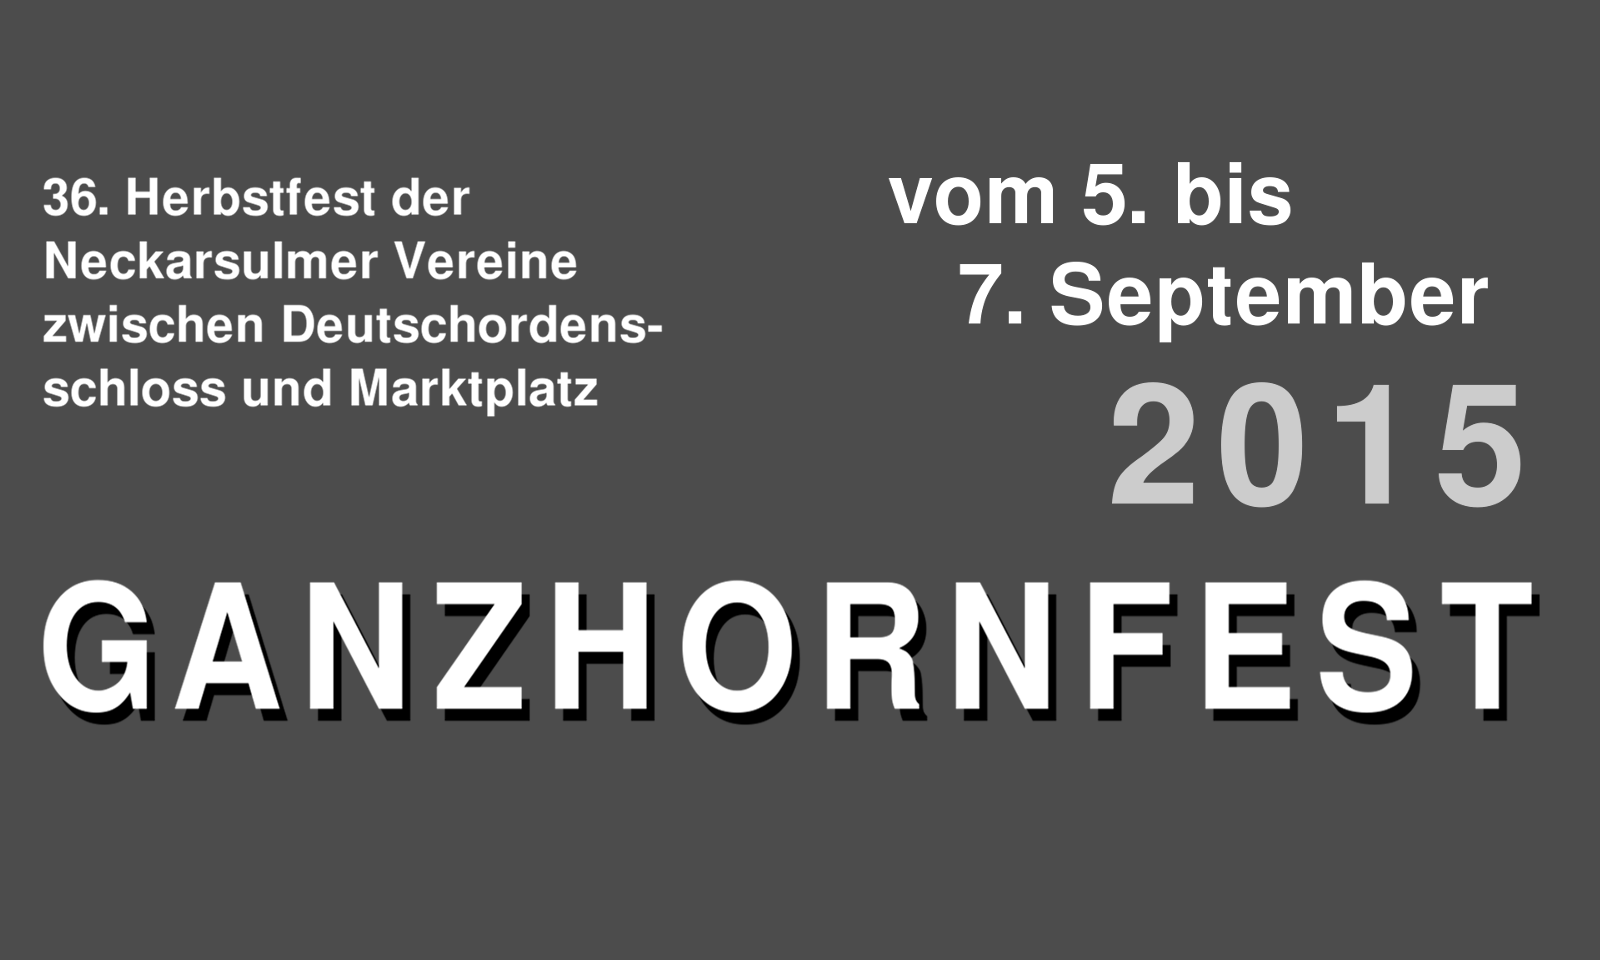 36. Herbstfest der
Neckarsulmer Vereine
zwischen Deutschordens-
schloss und Marktplatz
vom 5. bis
7. September
2015
GANZHORNFEST